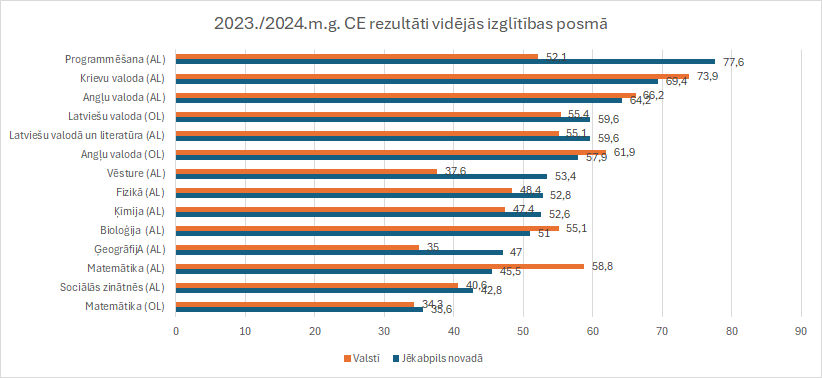 2023./2024.m.g. CE rezultāti vidējās izglītības posmā
Programmēšana (AL) 52,1 77,6
Krievu valoda (AL) 73,9 69,4
Angļu valoda (AL) 66,2 64,2
Latviešu valoda (OL) 55,4 59,6
Latviešu valodā un literatūra (AL) 55,1 59,6
Angļu valoda (OL) 61,9 57,9
Vēsture (AL) 37,6 53,4
Fizikā (AL) 48,4 52,8
Ķīmija (AL) 47,4 52,6
Bioloģija (AL) 55,1 51
ĢeogrāfijA (AL) 35 47
Matemātika (AL) 58,8 45,5
Sociālās zinātnēs (AL) 40,6 42,8
Matemātika (OL) 34,3 35,6
0 10 20 30 40 50 60 70 80 90
Valstī Jēkabpils novadā